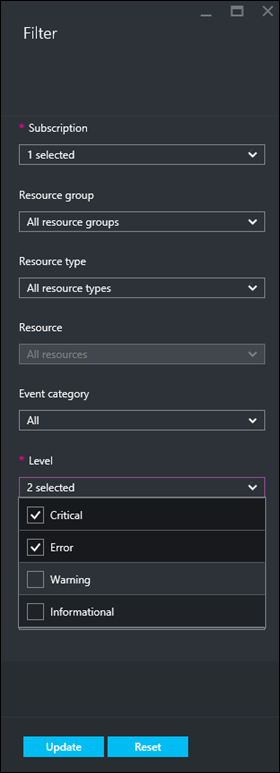 Filter
* Subscription
1 selected
Resource group
All resource groups
Resource type
All resource types
Resource
All resources
Event category
All
* Level
2 selected
Critical
Error
Warning
Informational
Update Reset